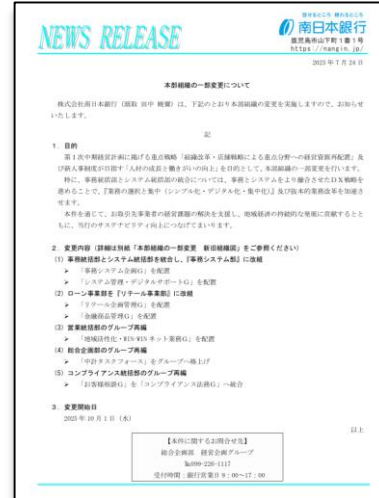 NEWS RELEASE
話せるところ 頼れるところ
南日本銀行
鹿児島市山下町1番1号
https://nangin.jp/
2025年7月24日
本部組織の一部変更について
株式会社南日本銀行(頭取 田中 暁爾)は、下記のとおり本部組織の変更を実施しますので、お知らせ
いたします。
記
1.目的
第1次中期経営計画に掲げる重点戦略「組織改革・店舗戦略による重点分野への経営資源再配置」及
び新人事制度が目指す「人材の成長と働きがいの向上」を目的として、本部組織の一部変更を行います。
特に、事務統括部とシステム統括部の統合については、事務とシステムをより融合させたDX戦略を
進めることで、『業務の選択と集中(シンプル化・デジタル化・集中化)』及び抜本的業務改革を加速さ
せます。
本件を通じて、お取引先事業者の経営課題の解決を支援し、地域経済の持続的な発展に貢献するとと
もに、当行のサステナビリティ向上につなげてまいります。
2.変更内容(詳細は別紙「本部組織の一部変更 新旧組織図」をご参照ください)
(1)事務統括部とシステム統括部を統合し、『事務システム部』に改組
➢ 「事務システム企画G」を配置
➢ 「システム管理・デジタルサポートG」を配置
(2)ローン事業部を『リテール事業部』に改組
➢ 「リテール企画管理G」を配置
➢ 「金融商品管理G」を配置
(3)営業統括部のグループ再編
➢ 「地域活性化・WIN-WINネット業務G」を配置
(4)総合企画部のグループ再編
➢ 「中計タスクフォース」をグループへ格上げ
(5)コンプライアンス統括部のグループ再編
➢ 「お客様相談G」を「コンプライアンス法務G」へ統合
3.変更開始日
2025年10月1日(水)
以上
【本件に関するお問合せ先】
総合企画部 経営企画グループ
℡099-226-1117
受付時間:銀行営業日9:00~17:00